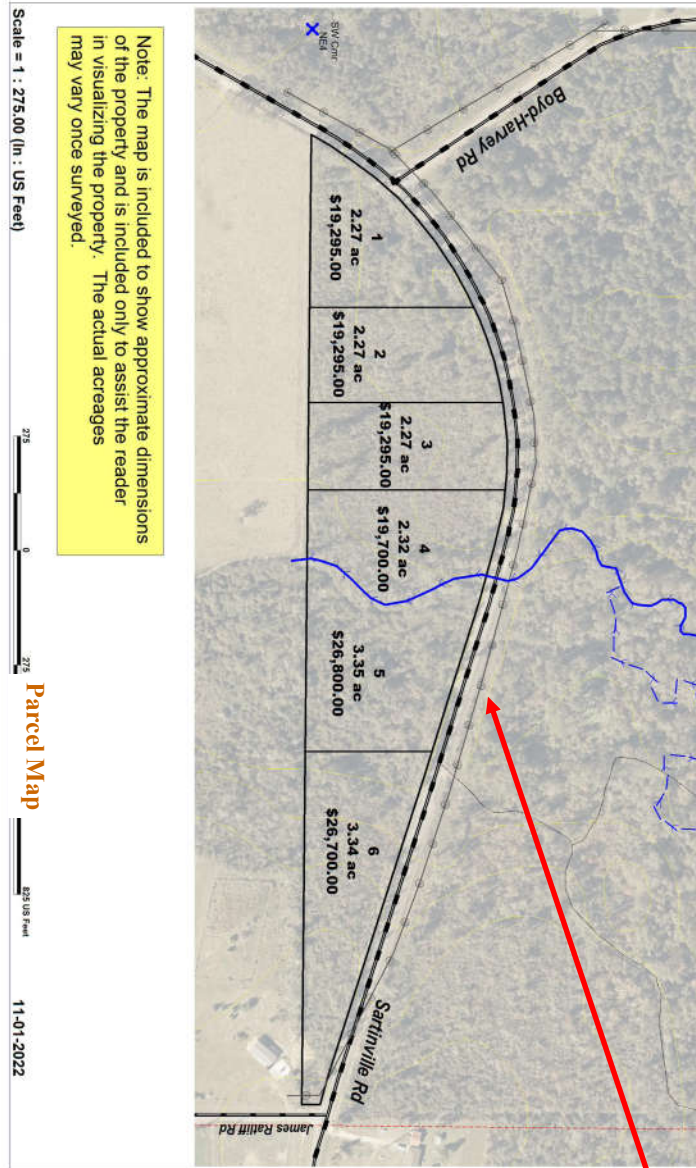 SW Crnr
NE4
Boyd-Harvey Rd
1
2.27 ac
$19,295.00
2
2.27 ac
$19,295.00
3
2.27 ac
$19,295.00
4
2.32 ac
$19,700.00
5
3.35 ac
$26,800.00
6
3.34 ac
$26,700.00
Sartinville Rd
James Ratliff Rd
Note: The map is included to show approximate dimensions
of the property and is included only to assist the reader
in visualizing the property. The actual acreages
may vary once surveyed.
275 0 275 825 US Feet
Parcel Map
Scale = 1 : 275.00 (In : US Feet)
11-01-2022